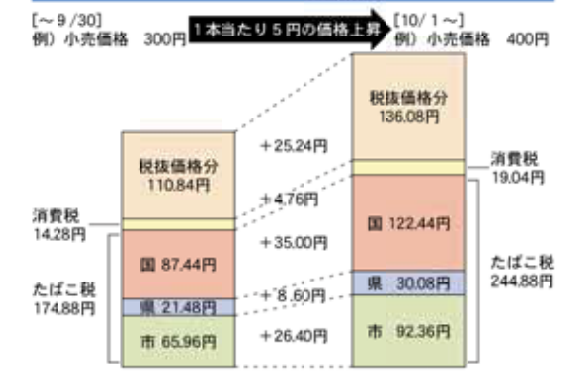 [～9/30]
例）小売価格 300円
1本当たり5円の価格上昇
[10/1～]
例）小売価格 400円
税抜価格分
110.84円
消費税
14.28円
国 87.44円
たばこ税
174.88円
県 21.48円
市 65.96円
＋25.24円
＋4.76円
＋35.00円
＋8.60円
＋26.40円
税抜価格分
136.08円
消費税
19.04円
国 122.44円
たばこ税
244.88円
県 30.08円
市 92.36円